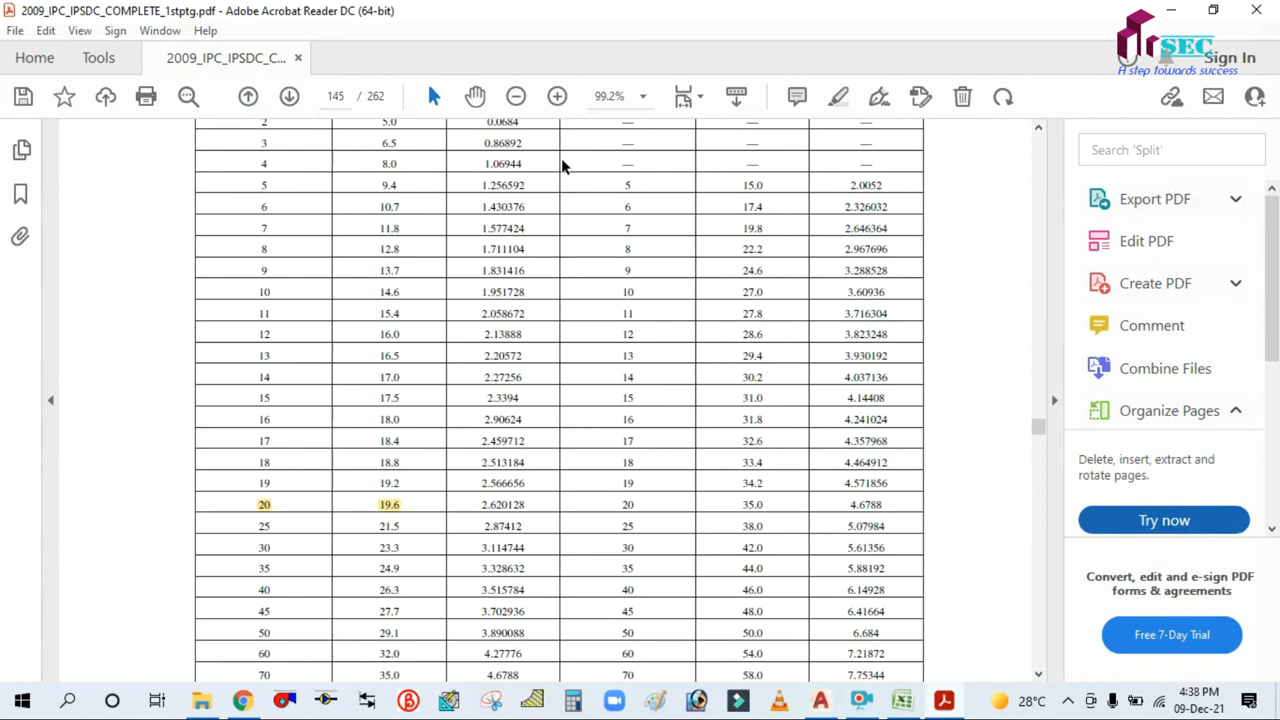 2009_IPC_IPSDC_COMPLETE_1stptg.pdf - Adobe Acrobat Reader DC (64-bit)
File Edit View Sign Window Help
SEC
A step towards success
Home Tools 2009_IPC_IPSDC_C... Sign In
145 / 262 99.2%
2 5.0 0.0684 — — —
3 6.5 0.86892 — — —
4 8.0 1.06944 — — —
5 9.4 1.256592 5 15.0 2.0052
6 10.7 1.430376 6 17.4 2.326032
7 11.8 1.577424 7 19.8 2.646364
8 12.8 1.711104 8 22.2 2.967696
9 13.7 1.831416 9 24.6 3.288528
10 14.6 1.951728 10 27.0 3.60936
11 15.4 2.058672 11 27.8 3.716304
12 16.0 2.13888 12 28.6 3.823248
13 16.5 2.20572 13 29.4 3.930192
14 17.0 2.27256 14 30.2 4.037136
15 17.5 2.3394 15 31.0 4.14408
16 18.0 2.90624 16 31.8 4.241024
17 18.4 2.459712 17 32.6 4.357968
18 18.8 2.513184 18 33.4 4.464912
19 19.2 2.566656 19 34.2 4.571856
20 19.6 2.620128 20 35.0 4.6788
25 21.5 2.87412 25 38.0 5.07984
30 23.3 3.114744 30 42.0 5.61356
35 24.9 3.328632 35 44.0 5.88192
40 26.3 3.515784 40 46.0 6.14928
45 27.7 3.702936 45 48.0 6.41664
50 29.1 3.890088 50 50.0 6.684
60 32.0 4.27776 60 54.0 7.21872
70 35.0 4.6788 70 58.0 7.75344
Search 'Split'
Export PDF
Edit PDF
Create PDF
Comment
Combine Files
Organize Pages
Delete, insert, extract and
rotate pages.
Try now
Convert, edit and e-sign PDF
forms & agreements
Free 7-Day Trial
28°C
4:38 PM
09-Dec-21